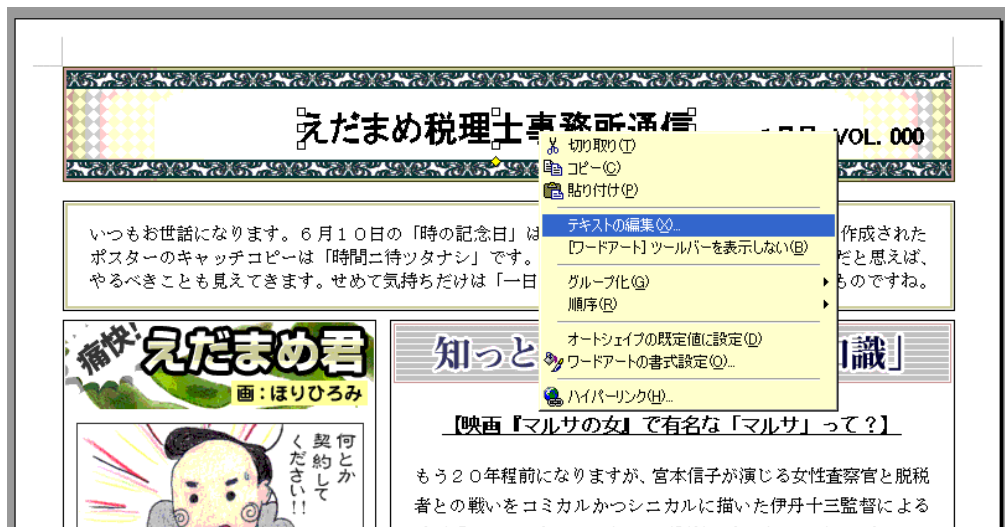 えだまめ税理士事務所通信
VOL. 000
切り取り(T)
コピー(C)
貼り付け(P)
テキストの編集(X)...
[ワードアート] ツールバーを表示しない(B)
グループ化(G)
順序(R)
オートシェイプの既定値に設定(D)
ワードアートの書式設定(O)...
ハイパーリンク(H)...
いつもお世話になります。６月１０日の「時の記念日」は 作成された
ポスターのキャッチコピーは「時間ニ待ツタナシ」です。 だと思えば、
やるべきことも見えてきます。せめて気持ちだけは「一日 ものですね。
痛快!
えだまめ君
画：ほりひろみ
何とか
契約して
ください!!
知っと 識」
【映画『マルサの女』で有名な「マルサ」って？】
もう２０年程前になりますが、宮本信子が演じる女性査察官と脱税
者との戦いをコミカルかつシニカルに描いた伊丹十三監督による